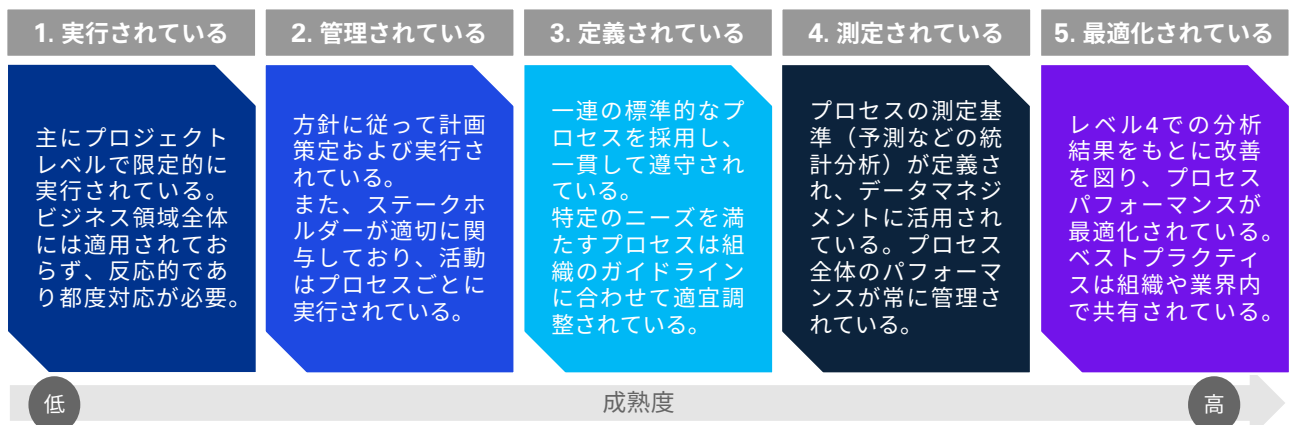 1. 実行されている
主にプロジェクト
レベルで限定的に
実行されている。
ビジネス領域全体
には適用されてお
らず、反応的であ
り都度対応が必要。
2. 管理されている
方針に従って計画
策定および実行さ
れている。
また、ステークホ
ルダーが適切に関
与しており、活動
はプロセスごとに
実行されている。
3. 定義されている
一連の標準的なプ
ロセスを採用し、
一貫して遵守され
ている。
特定のニーズを満
たすプロセスは組
織のガイドライン
に合わせて適宜調
整されている。
4. 測定されている
プロセスの測定基
準（予測などの統
計分析）が定義さ
れ、データマネジ
メントに活用され
ている。プロセス
全体のパフォーマ
ンスが常に管理さ
れている。
5. 最適化されている
レベル4での分析
結果をもとに改善
を図り、プロセス
パフォーマンスが
最適化されている。
ベストプラクティ
スは組織や業界内
で共有されている。
低
成熟度
高